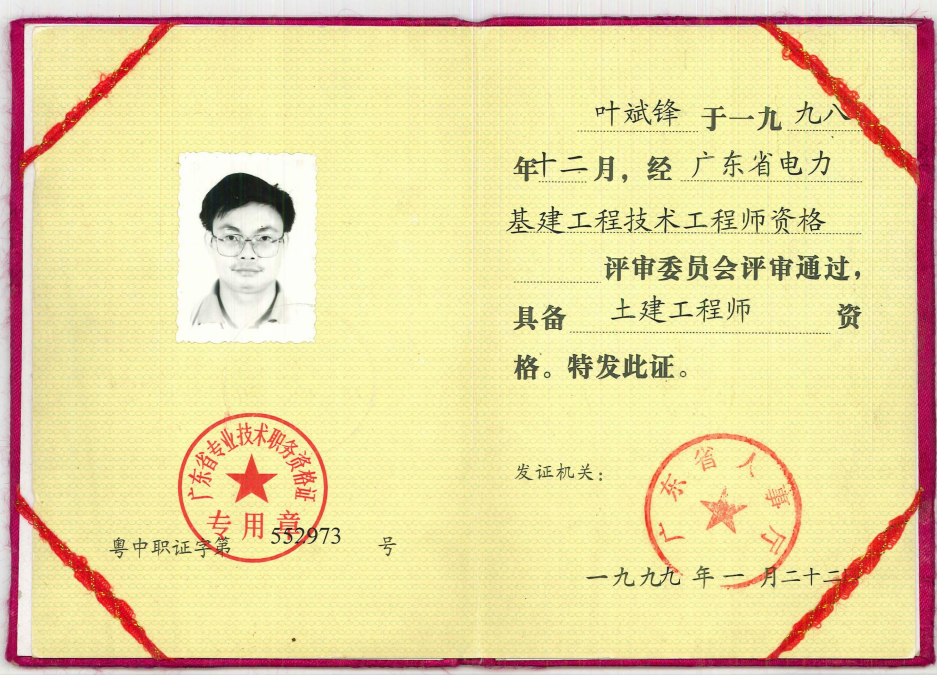 广东省专业技术职务资格证
专用章
粤中职证字第 552973 号
叶斌锋 于一九九八
年十二月，经 广东省电力
基建工程技术工程师资格
评审委员会评审通过，
具备 土建工程师 资
格。特发此证。
发证机关：
广东省人事厅
一九九九年一月二十二日